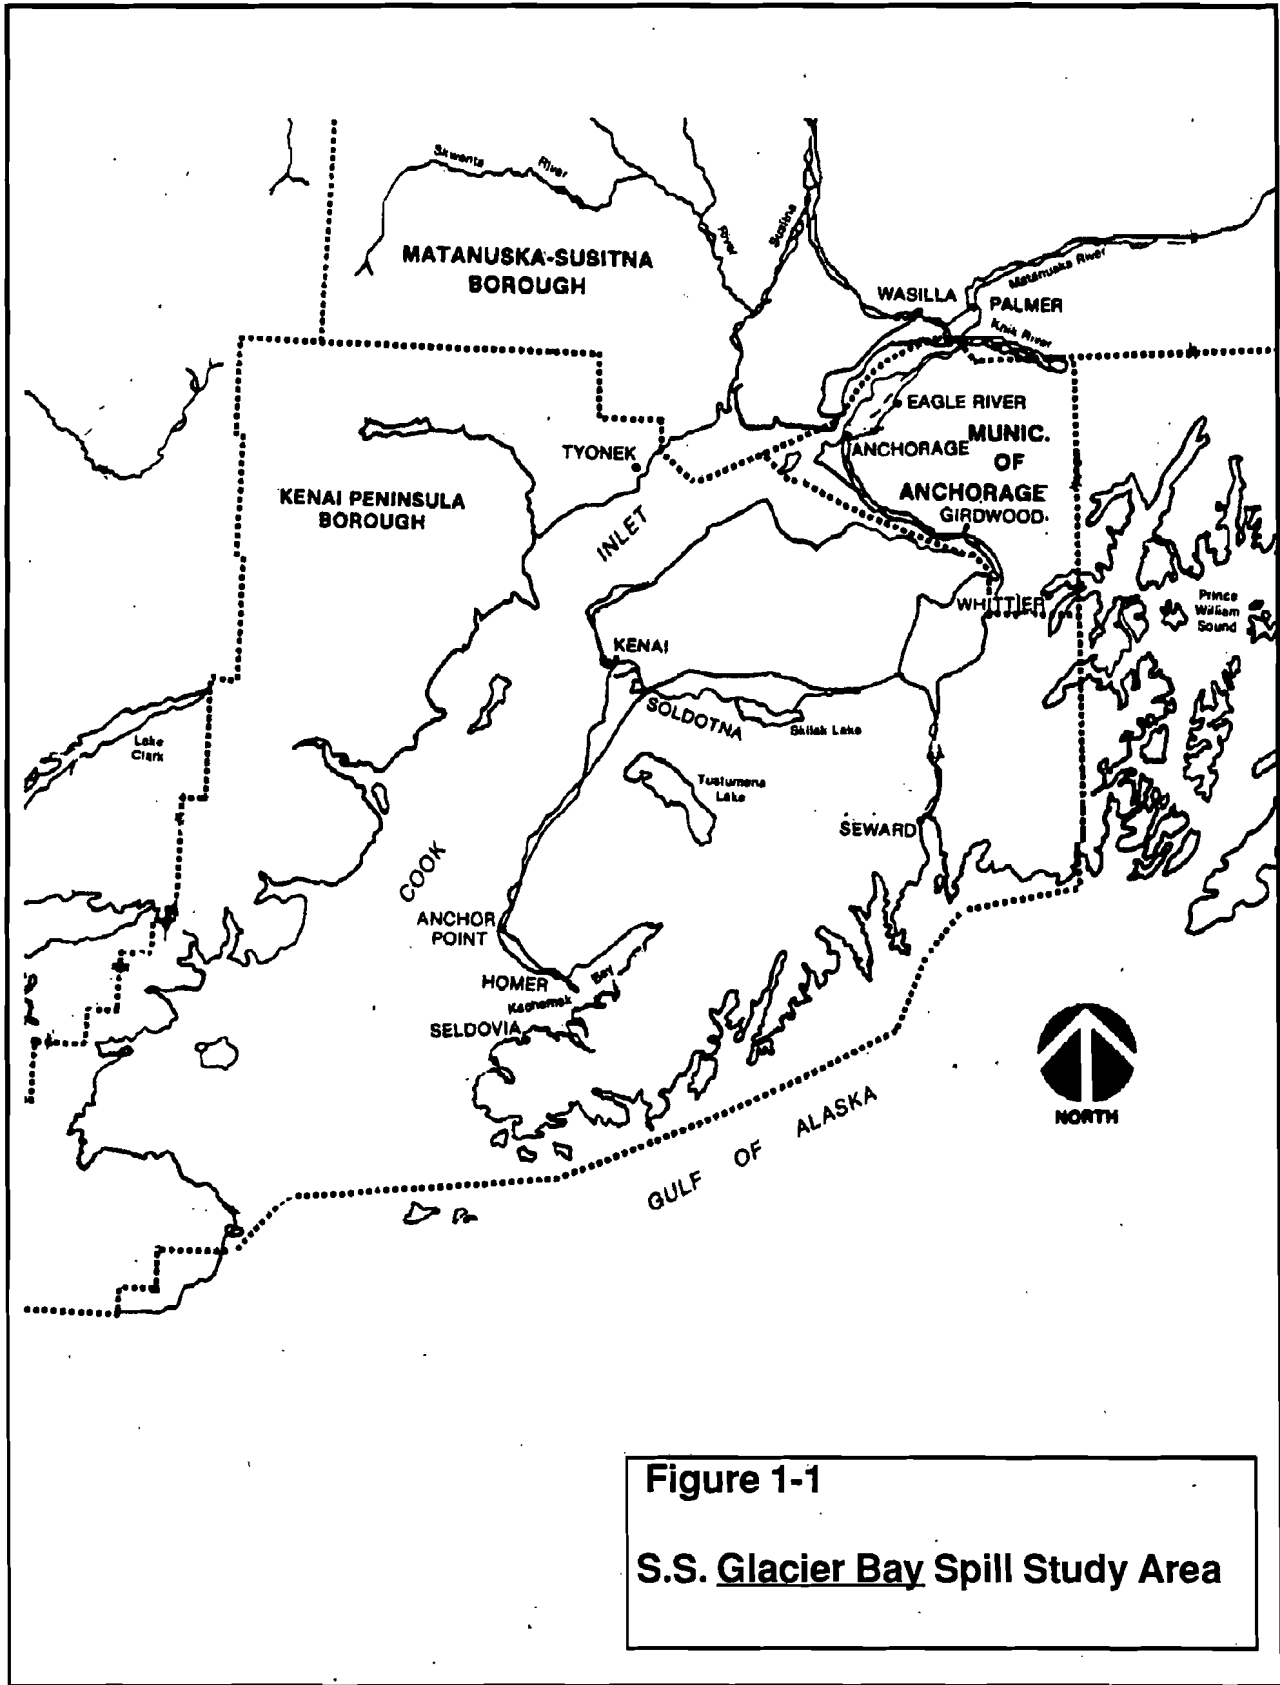 Skwentna River
MATANUSKA-SUSITNA
BOROUGH
River
Susitna
Matanuska River
WASILLA
PALMER
Knik River
EAGLE RIVER
TYONEK
ANCHORAGE
MUNIC.
OF
ANCHORAGE
GIRDWOOD
KENAI PENINSULA
BOROUGH
COOK INLET
WHITTIER
Prince
William
Sound
KENAI
SOLDOTNA
Skilak Lake
Lake
Clark
Tustumena
Lake
SEWARD
ANCHOR
POINT
HOMER
Kachemak Bay
SELDOVIA
GULF OF ALASKA
NORTH
Figure 1-1
S.S. Glacier Bay Spill Study Area